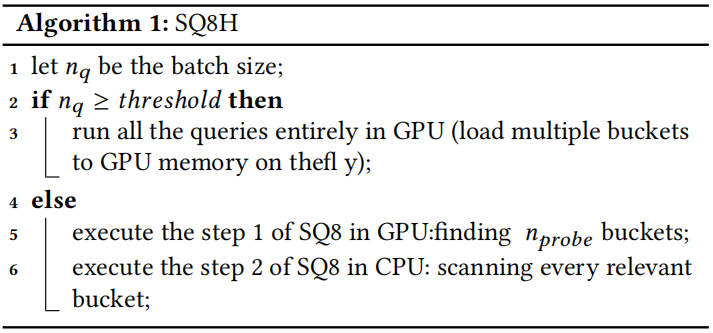 Algorithm 1: SQ8H
1 let n_q be the batch size;
2 if n_q ≥ threshold then
3 run all the queries entirely in GPU (load multiple buckets
to GPU memory on thefl y);
4 else
5 execute the step 1 of SQ8 in GPU:finding n_probe buckets;
6 execute the step 2 of SQ8 in CPU: scanning every relevant
bucket;